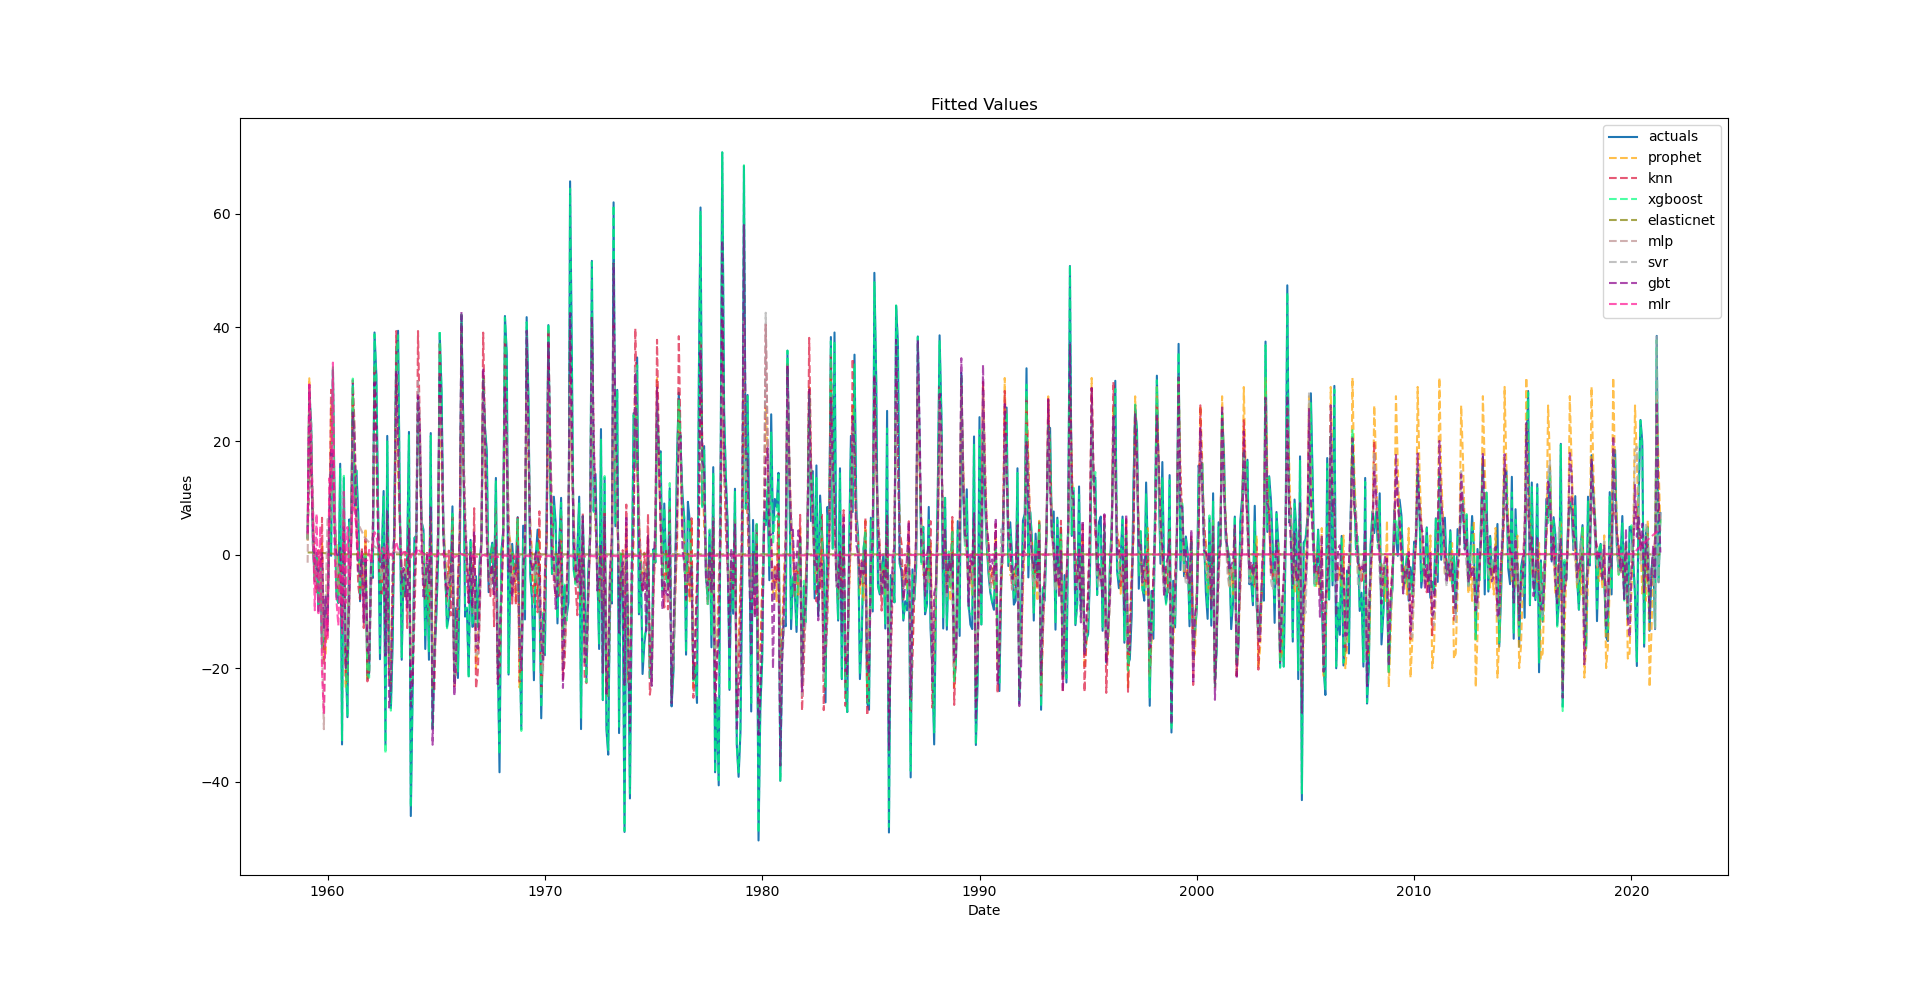 Fitted Values
actuals
prophet
knn
xgboost
elasticnet
mlp
svr
gbt
mlr
Values
60
40
20
0
−20
−40
1960 1970 1980 1990 2000 2010 2020
Date